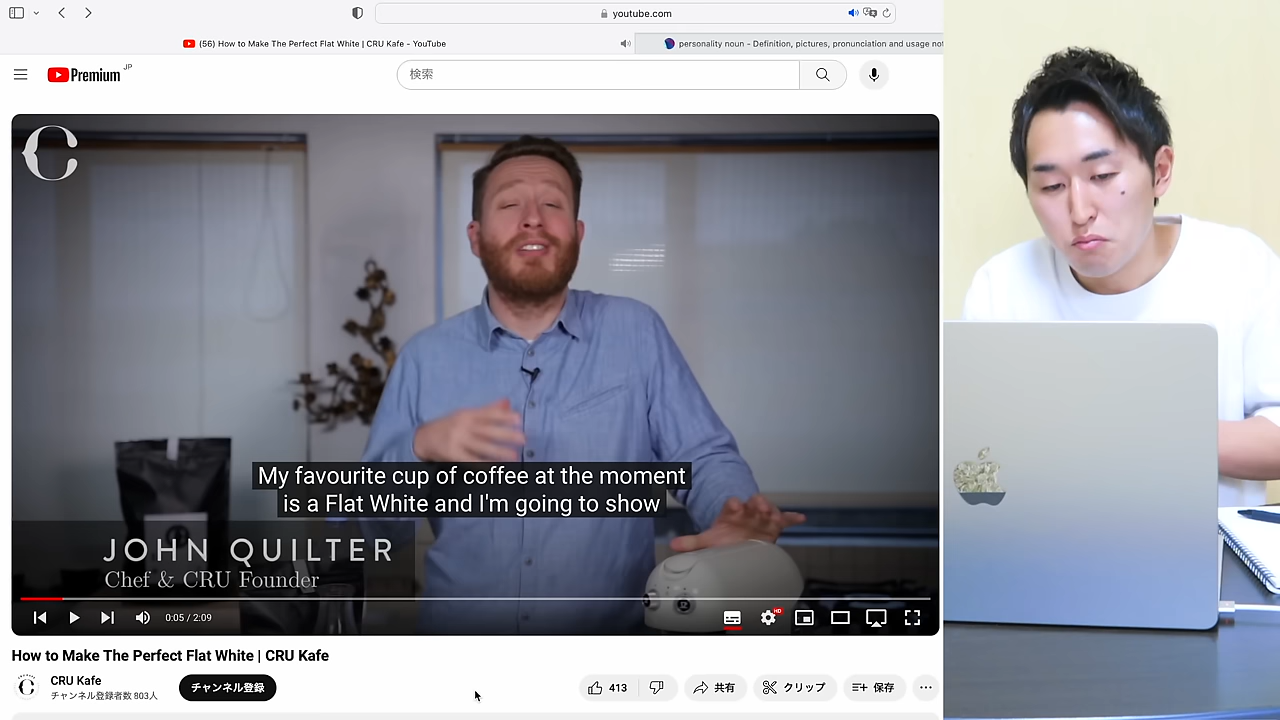 youtube.com
(56) How to Make The Perfect Flat White | CRU Kafe - YouTube
personality noun - Definition, pictures, pronunciation and usage not
Premium JP
検索
C
My favourite cup of coffee at the moment
is a Flat White and I'm going to show
JOHN QUILTER
Chef & CRU Founder
0:05 / 2:09
HD
How to Make The Perfect Flat White | CRU Kafe
CRU Kafe
チャンネル登録者数 803人
チャンネル登録
413
共有
クリップ
保存